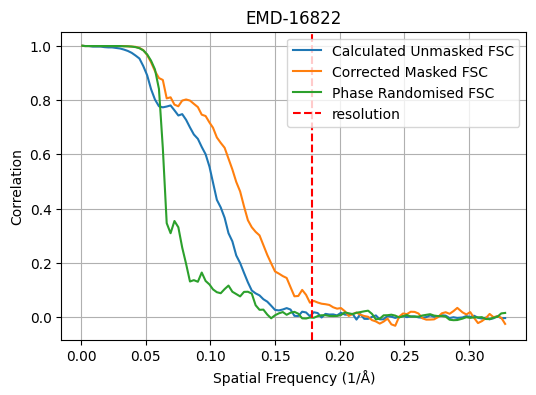 EMD-16822
Calculated Unmasked FSC
Corrected Masked FSC
Phase Randomised FSC
resolution
Correlation
1.0
0.8
0.6
0.4
0.2
0.0
0.00 0.05 0.10 0.15 0.20 0.25 0.30
Spatial Frequency (1/Å)